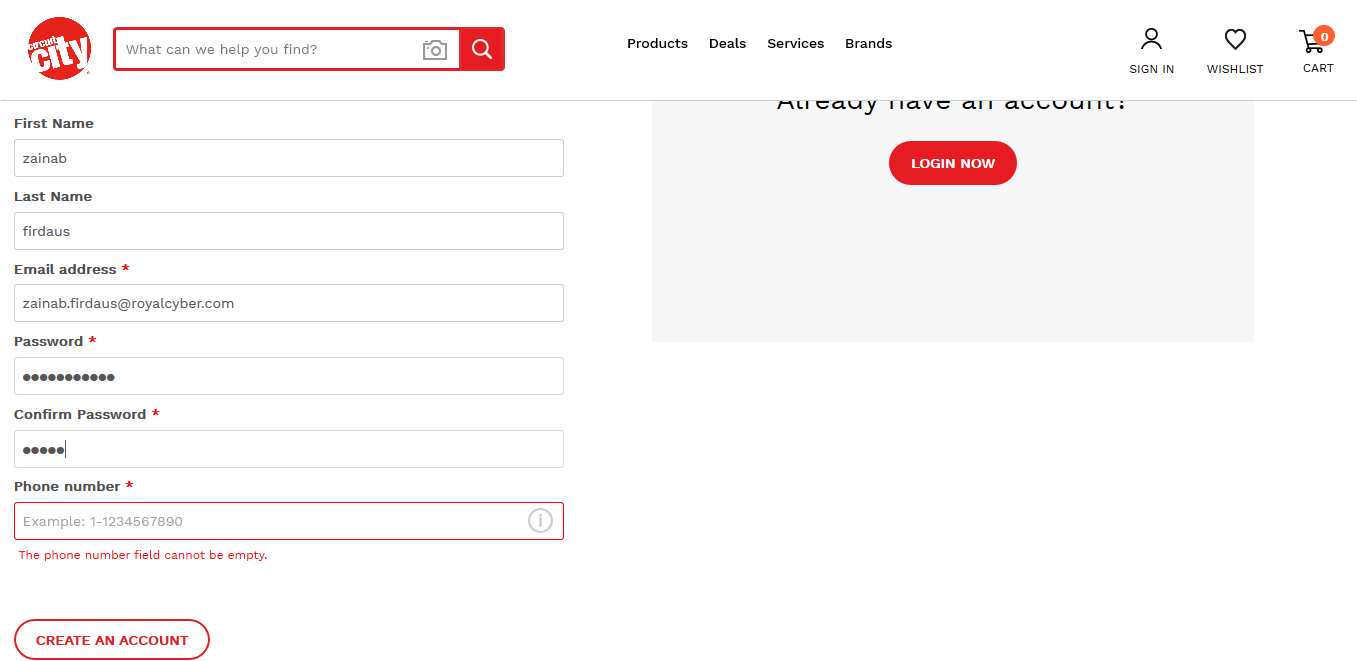 circuit
city
What can we help you find?
Products Deals Services Brands
SIGN IN WISHLIST 0 CART
Already have an account?
LOGIN NOW
First Name
zainab
Last Name
firdaus
Email address *
zainab.firdaus@royalcyber.com
Password *
●●●●●●●●●●●
Confirm Password *
●●●●●
Phone number *
Example: 1-1234567890
The phone number field cannot be empty.
CREATE AN ACCOUNT